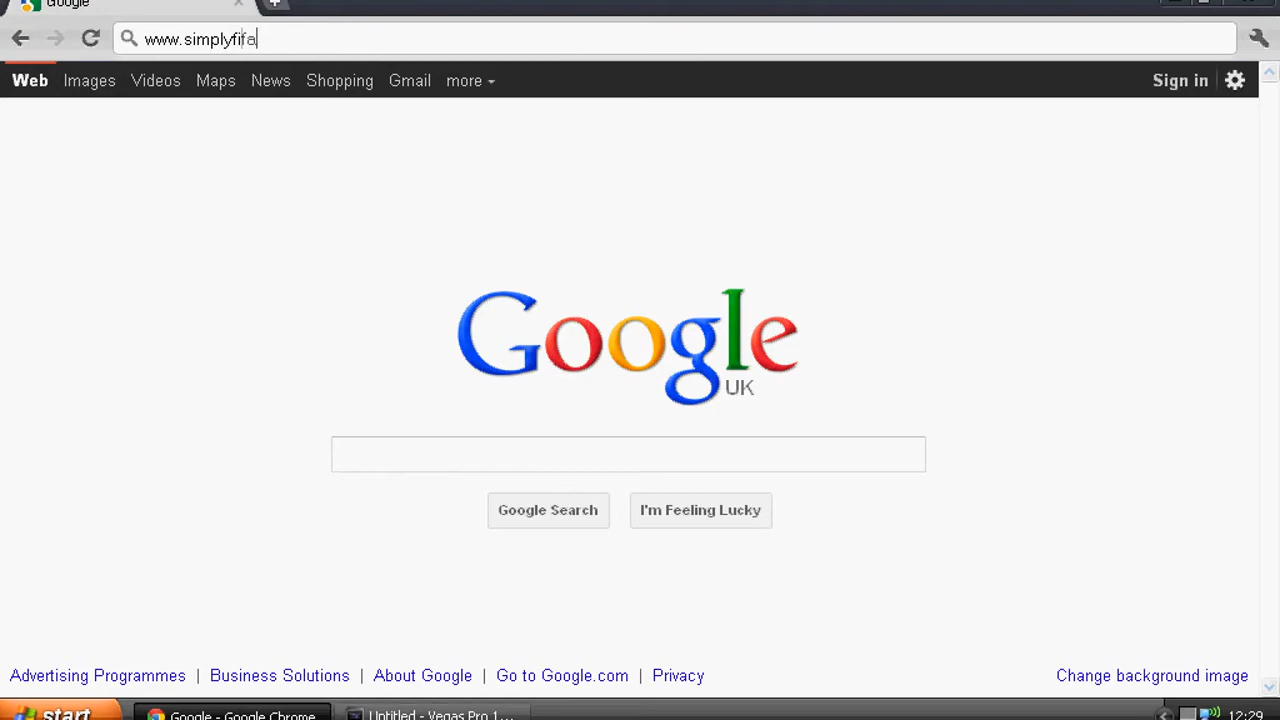 Google
www.simplyfifa
Web Images Videos Maps News Shopping Gmail more Sign in
Google
UK
Google Search I'm Feeling Lucky
Advertising Programmes | Business Solutions | About Google | Go to Google.com | Privacy Change background image
start Google - Google Chrome Untitled - Vegas Pro 1... 12:29